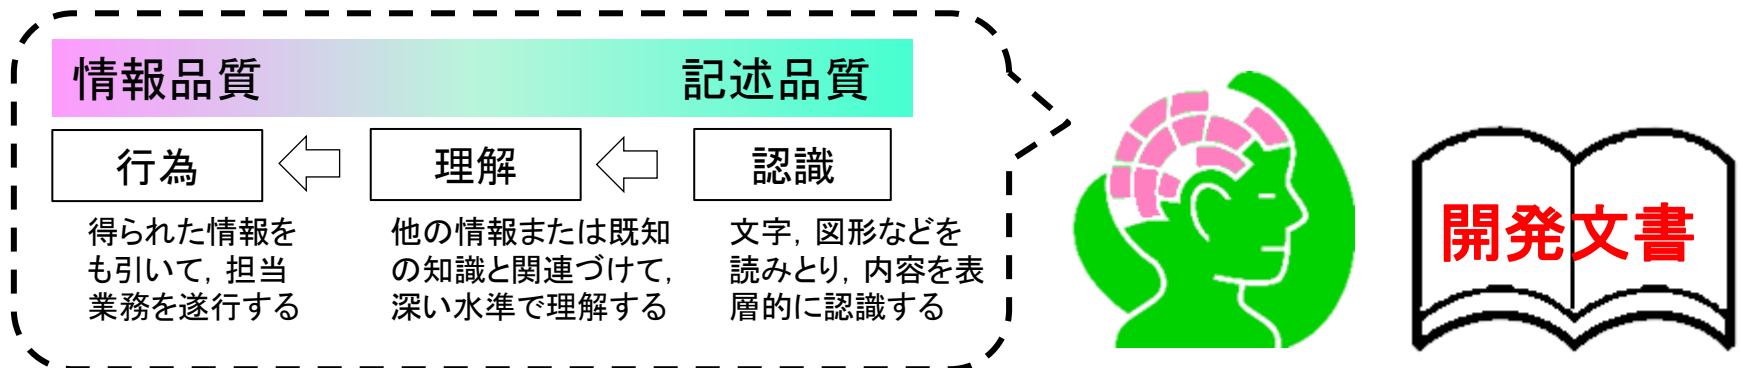 情報品質
記述品質
行為
理解
認識
得られた情報を
も引いて，担当
業務を遂行する
他の情報または既知
の知識と関連づけて，
深い水準で理解する
文字，図形などを
読みとり，内容を表
層的に認識する
開発文書